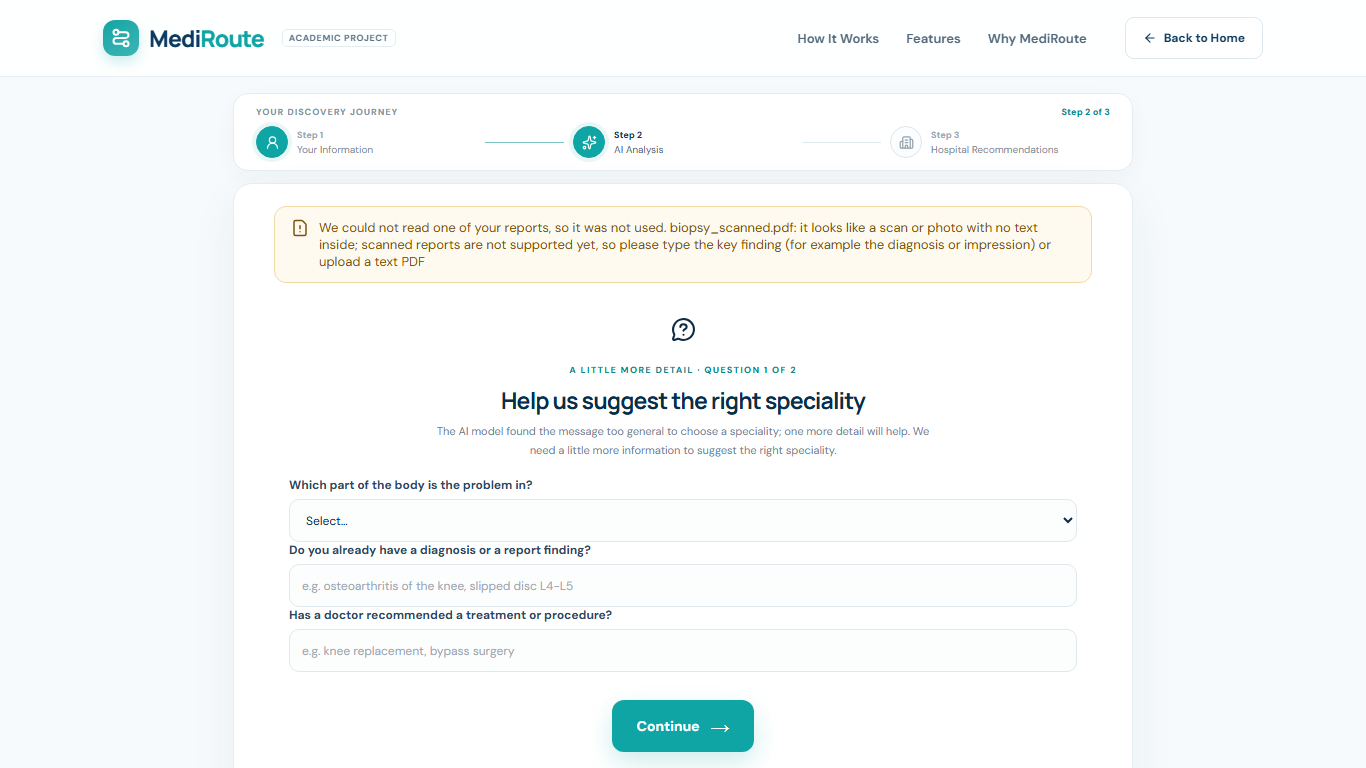 MediRoute
ACADEMIC PROJECT
How It Works
Features
Why MediRoute
Back to Home
YOUR DISCOVERY JOURNEY
Step 2 of 3
Step 1
Your Information
Step 2
AI Analysis
Step 3
Hospital Recommendations
We could not read one of your reports, so it was not used. biopsy_scanned.pdf: it looks like a scan or photo with no text
inside; scanned reports are not supported yet, so please type the key finding (for example the diagnosis or impression) or
upload a text PDF
A LITTLE MORE DETAIL · QUESTION 1 OF 2
Help us suggest the right speciality
The AI model found the message too general to choose a speciality; one more detail will help. We
need a little more information to suggest the right speciality.
Which part of the body is the problem in?
Select...
Do you already have a diagnosis or a report finding?
e.g. osteoarthritis of the knee, slipped disc L4-L5
Has a doctor recommended a treatment or procedure?
e.g. knee replacement, bypass surgery
Continue →